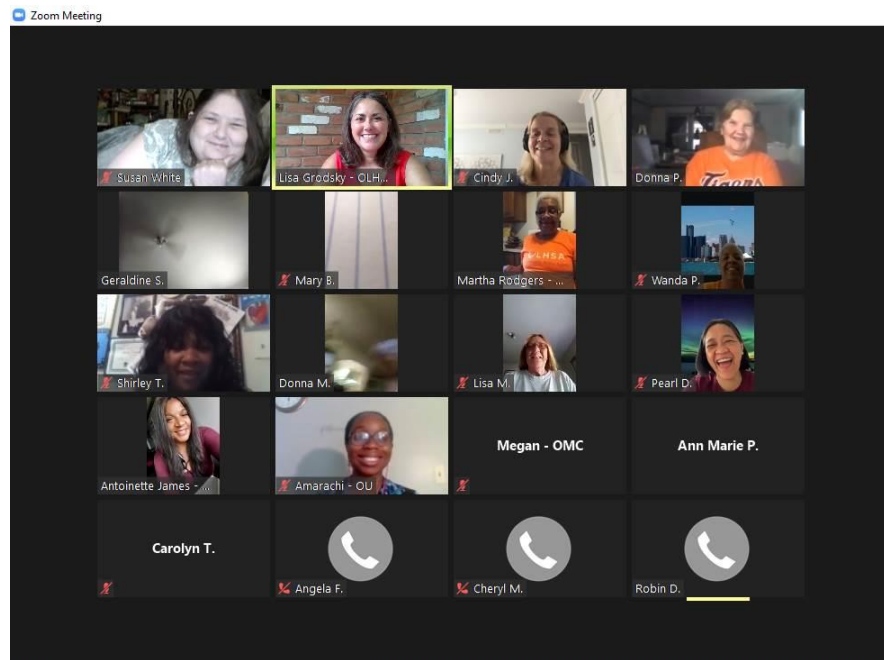 Zoom Meeting
Susan White
Lisa Grodsky - OLH...
Cindy J.
Donna P.
Tigers
Geraldine S.
Mary B.
Martha Rodgers - ...
OLHSA
Wanda P.
Shirley T.
Donna M.
Lisa M.
Pearl D.
Antoinette James - ...
Amarachi - OU
Megan - OMC
Ann Marie P.
Carolyn T.
Angela F.
Cheryl M.
Robin D.